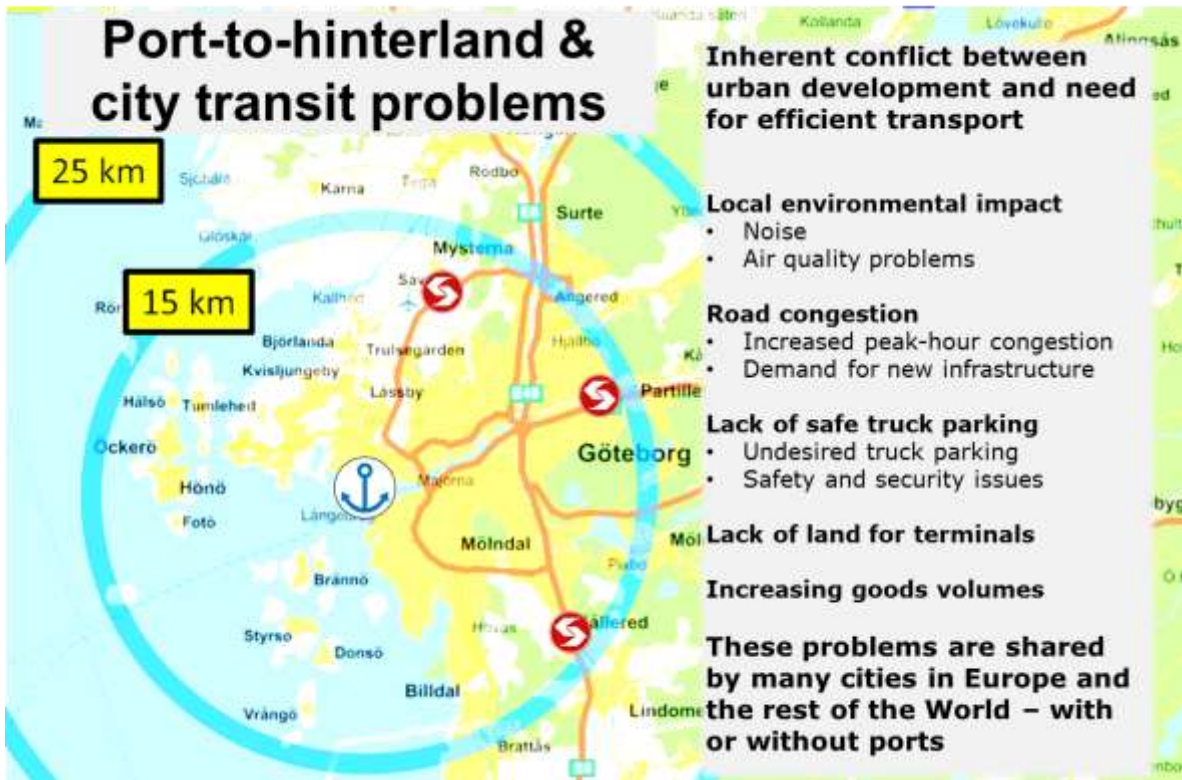 Port-to-hinterland &
city transit problems
25 km
15 km
Inherent conflict between
urban development and need
for efficient transport
Local environmental impact
• Noise
• Air quality problems
Road congestion
• Increased peak-hour congestion
• Demand for new infrastructure
Lack of safe truck parking
• Undesired truck parking
• Safety and security issues
Lack of land for terminals
Increasing goods volumes
These problems are shared
by many cities in Europe and
the rest of the World – with
or without ports
Kollanda
Alingsås
Rodbo
Karna
Surte
Mysterna
Angered
Björlanda
Trulsegården
Kvisljungeby
Lassby
Hälsö
Tumlehed
Öckerö
Göteborg
Hönö
Majorna
Fotö
Mölndal
Brännö
Styrsö
Donsö
Billdal
Vrångö
Brattås